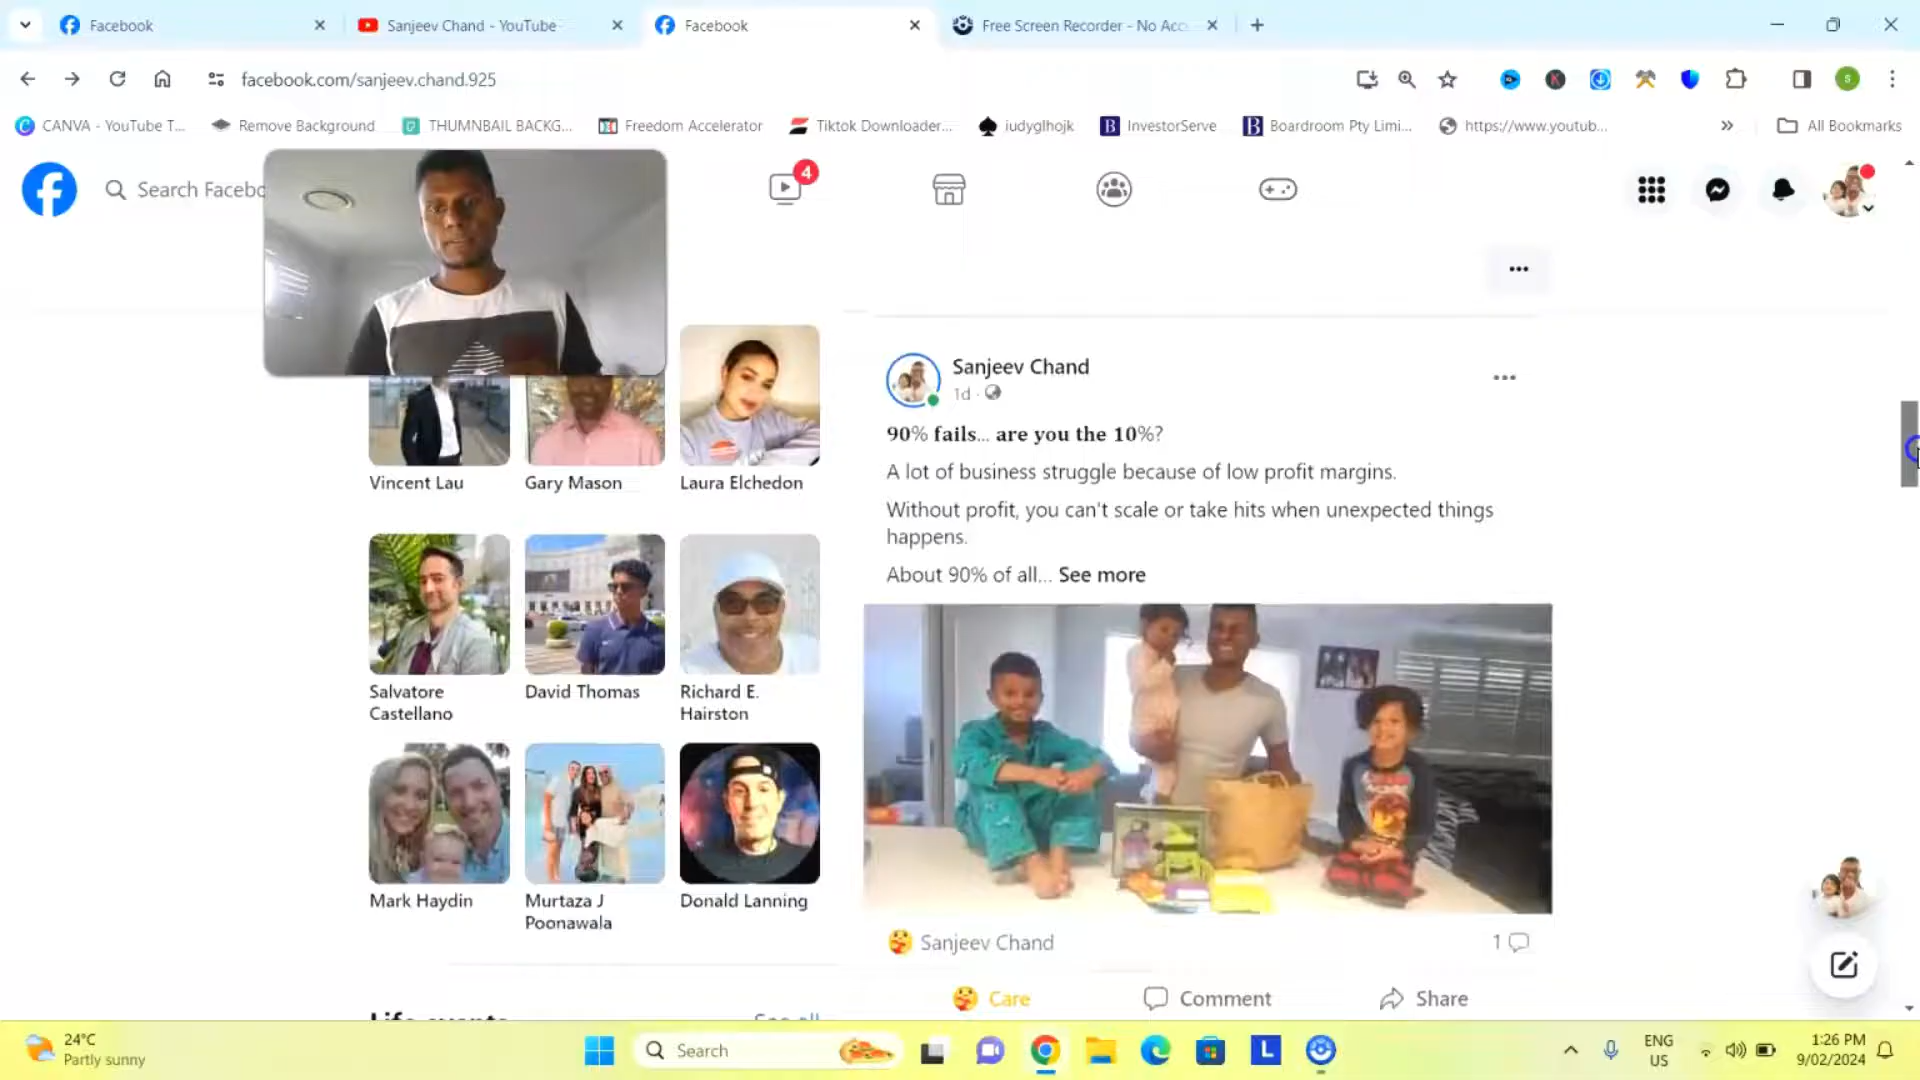 Facebook
Sanjeev Chand - YouTube
Facebook
Free Screen Recorder - No Acc
facebook.com/sanjeev.chand.925
S
CANVA - YouTube T...
Remove Background
THUMNBAIL BACKG...
Freedom Accelerator
Tiktok Downloader...
iudyglhojk
B InvestorServe
B Boardroom Pty Limi...
https://www.youtub...
All Bookmarks
Search Facebo
4
Vincent Lau
Gary Mason
Laura Elchedon
Salvatore Castellano
David Thomas
Richard E. Hairston
Mark Haydin
Murtaza J Poonawala
Donald Lanning
Sanjeev Chand
1d
90% fails... are you the 10%?
A lot of business struggle because of low profit margins.
Without profit, you can't scale or take hits when unexpected things
happens.
About 90% of all... See more
Sanjeev Chand
1
Care
Comment
Share
Life events
See all
24°C
Partly sunny
Search
L
ENG
US
1:26 PM
9/02/2024